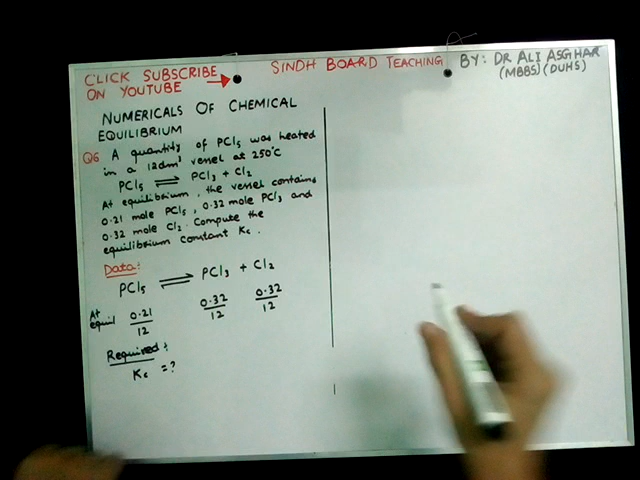 CLICK SUBSCRIBE
ON YOUTUBE →
SINDH BOARD TEACHING
BY: DR ALI ASGHAR
(MBBS) (DUHS)
NUMERICALS OF CHEMICAL
EQUILIBRIUM
Q6 A quantity of PCl5 was heated
in a 12dm³ vessel at 250°C
PCl5 ⇌ PCl3 + Cl2
At equilibrium, the vessel contains
0.21 mole PCl5, 0.32 mole PCl3 and
0.32 mole Cl2. Compute the
equilibrium constant Kc.
Data:
PCl5 ⇌ PCl3 + Cl2
At equil 0.21/12 0.32/12 0.32/12
Required:
Kc = ?